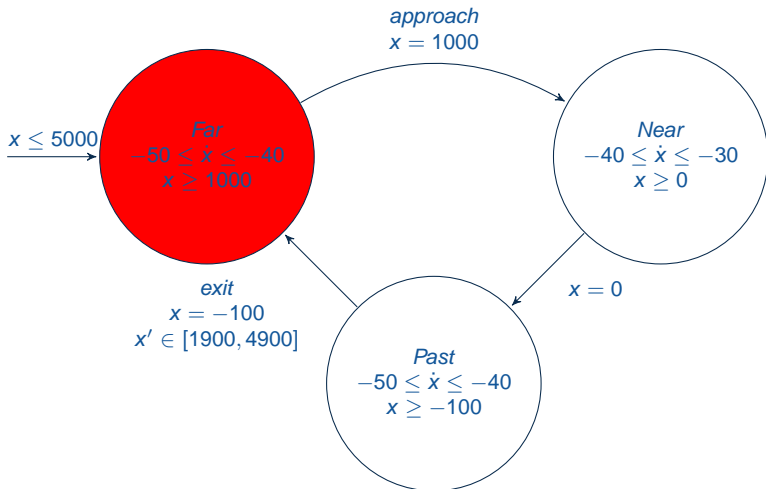 approach
x = 1000
x ≤ 5000
Far
−50 ≤ ẋ ≤ −40
x ≥ 1000
Near
−40 ≤ ẋ ≤ −30
x ≥ 0
exit
x = −100
x′ ∈ [1900, 4900]
x = 0
Past
−50 ≤ ẋ ≤ −40
x ≥ −100